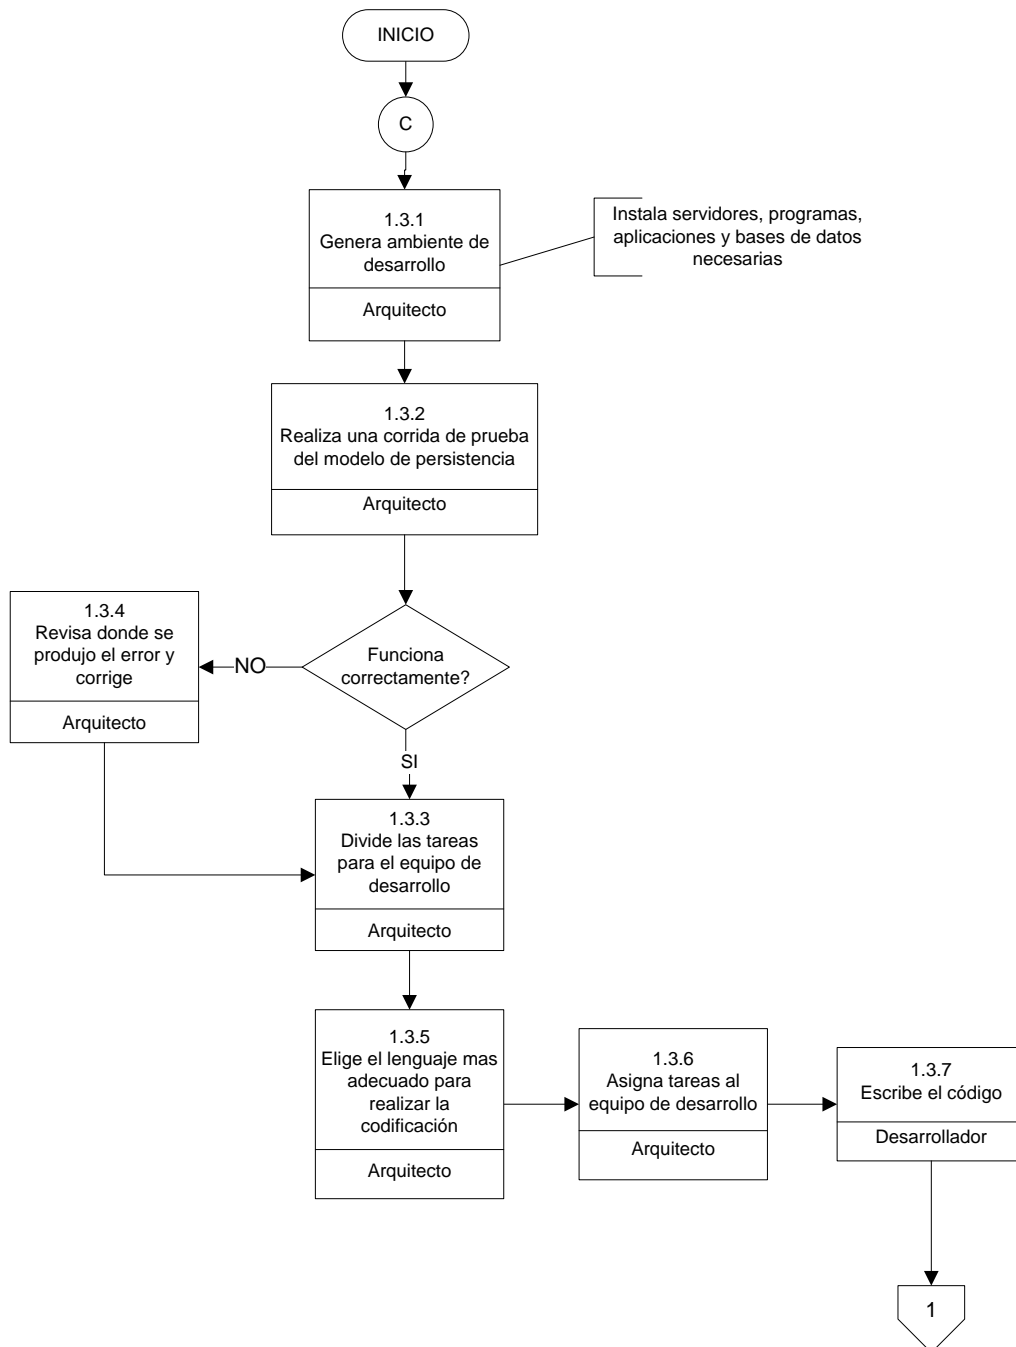 INICIO
C
1.3.1
Genera ambiente de
desarrollo
Arquitecto
Instala servidores, programas,
aplicaciones y bases de datos
necesarias
1.3.2
Realiza una corrida de prueba
del modelo de persistencia
Arquitecto
Funciona
correctamente?
NO
1.3.4
Revisa donde se
produjo el error y
corrige
Arquitecto
SI
1.3.3
Divide las tareas
para el equipo de
desarrollo
Arquitecto
1.3.5
Elige el lenguaje mas
adecuado para
realizar la
codificación
Arquitecto
1.3.6
Asigna tareas al
equipo de desarrollo
Arquitecto
1.3.7
Escribe el código
Desarrollador
1